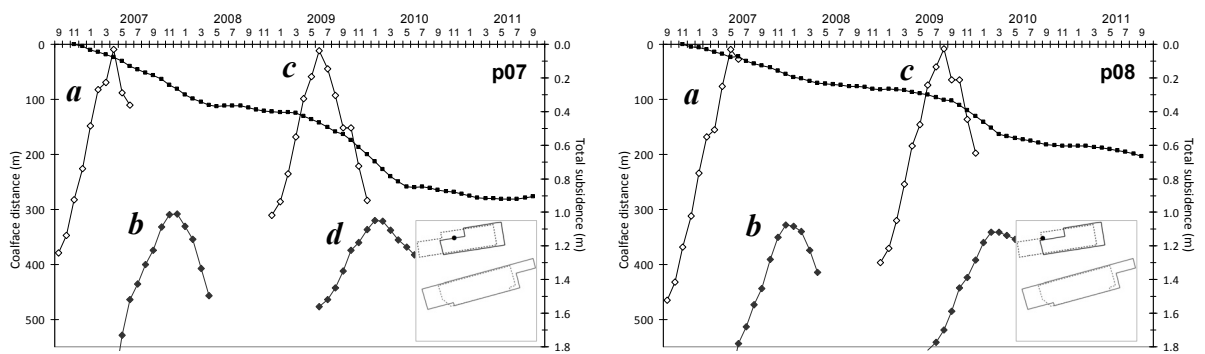 2007 2008 2009 2010 2011
9 11 1 3 5 7 9 11 1 3 5 7 9 11 1 3 5 7 9 11 1 3 5 7 9 11 1 3 5 7 9
0 0.0
100 0.2
200 0.4
300 0.6
400 0.8
500 1.0
1.2
1.4
1.6
1.8
Coalface distance (m)
Total subsidence (m)
p07
a
b
c
d
2007 2008 2009 2010 2011
9 11 1 3 5 7 9 11 1 3 5 7 9 11 1 3 5 7 9 11 1 3 5 7 9 11 1 3 5 7 9
0 0.0
100 0.2
200 0.4
300 0.6
400 0.8
500 1.0
1.2
1.4
1.6
1.8
Coalface distance (m)
Total subsidence (m)
p08
a
b
c